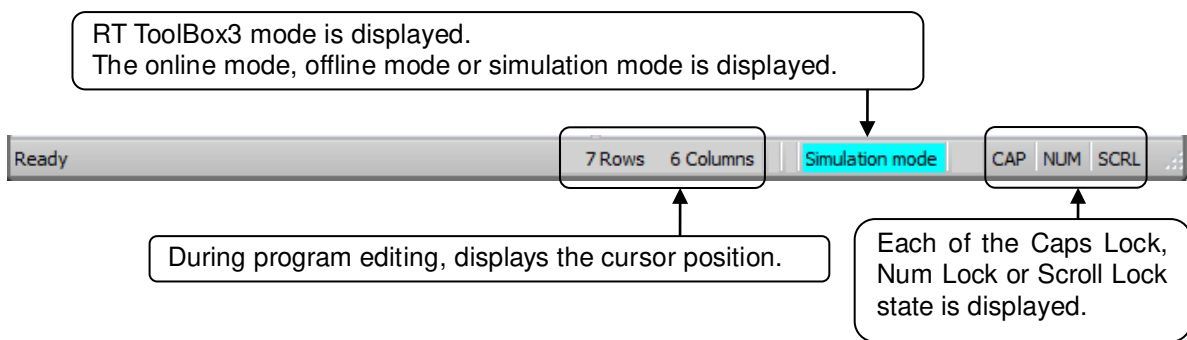 RT ToolBox3 mode is displayed.
The online mode, offline mode or simulation mode is displayed.
Ready 7 Rows 6 Columns Simulation mode CAP NUM SCRL
During program editing, displays the cursor position.
Each of the Caps Lock,
Num Lock or Scroll Lock
state is displayed.